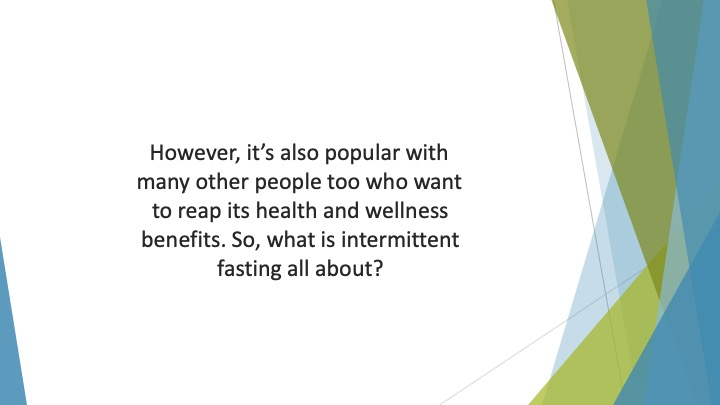 However, it’s also popular with
many other people too who want
to reap its health and wellness
benefits. So, what is intermittent
fasting all about?